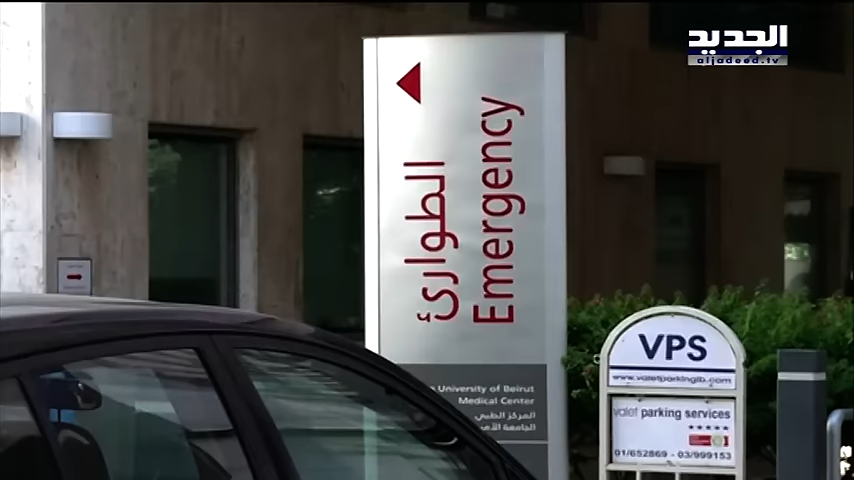 الجديد
aljadeed.tv
الطوارئ
Emergency
University of Beirut
Medical Center
المركز الطبي
VPS
www.valetparkinglb.com
valet parking services
01/652869 - 03/999153